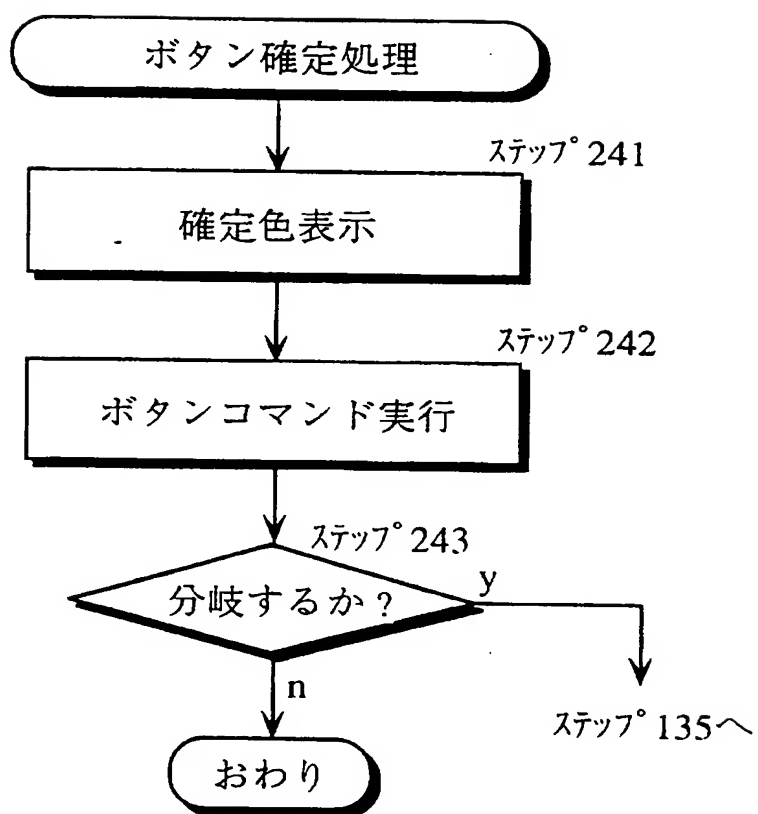 ボタン確定処理
ステップ241
確定色表示
ステップ242
ボタンコマンド実行
ステップ243
分岐するか?
y
n
ステップ135へ
おわり